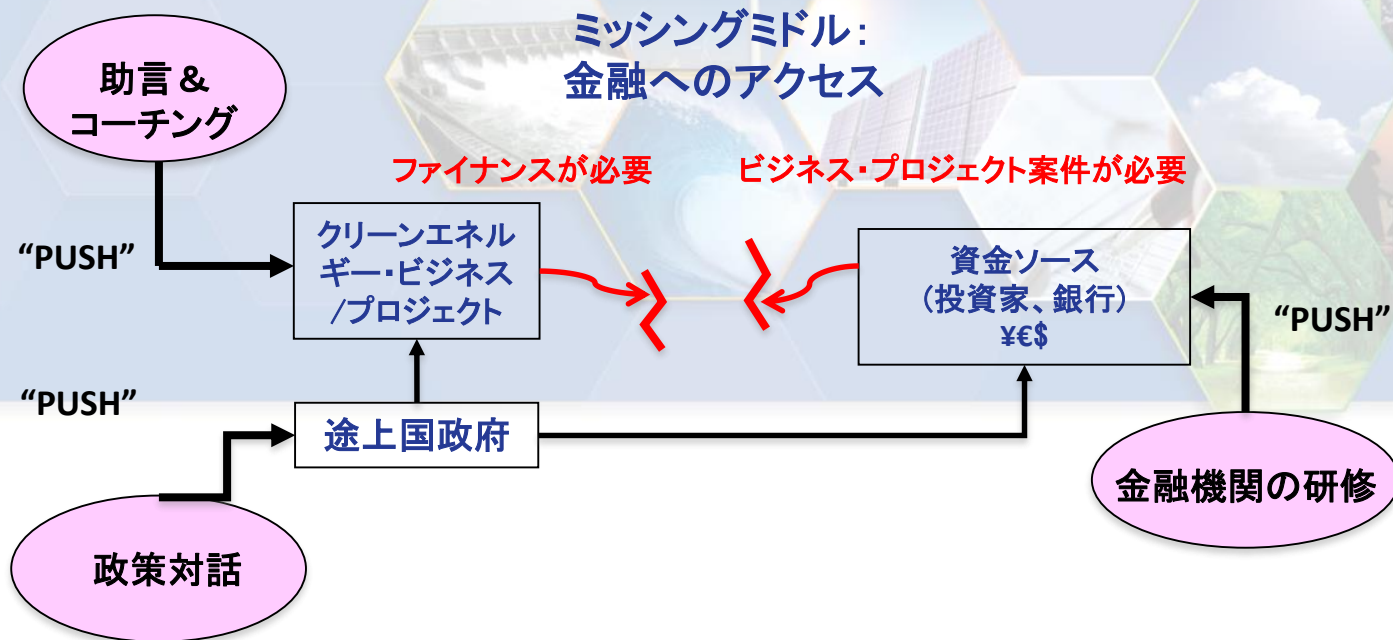 ミッシングミドル：
金融へのアクセス
助言＆
コーチング
ファイナンスが必要
ビジネス・プロジェクト案件が必要
“PUSH”
クリーンエネル
ギー・ビジネス
/プロジェクト
資金ソース
(投資家、銀行)
¥€$
“PUSH”
“PUSH”
途上国政府
金融機関の研修
政策対話